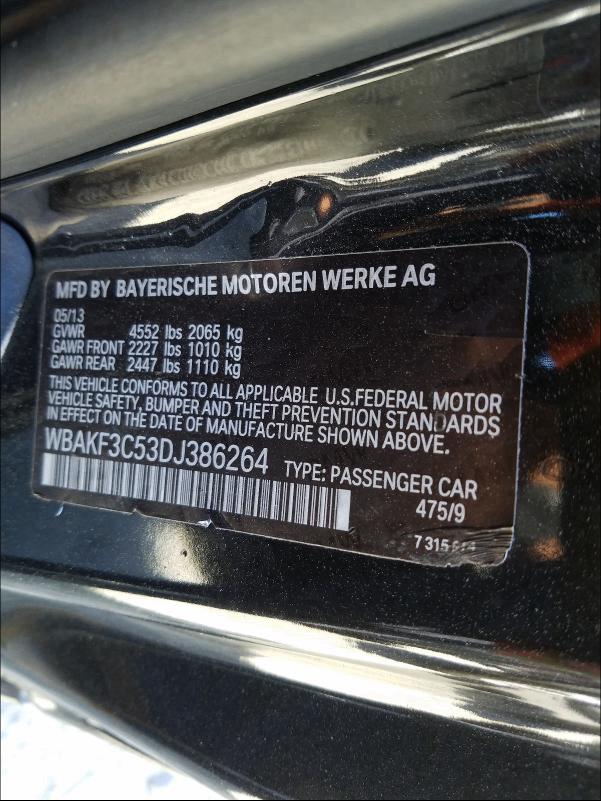 MFD BY BAYERISCHE MOTOREN WERKE AG
05/13
GVWR 4552 lbs 2065 kg
GAWR FRONT 2227 lbs 1010 kg
GAWR REAR 2447 lbs 1110 kg
THIS VEHICLE CONFORMS TO ALL APPLICABLE U.S.FEDERAL MOTOR
VEHICLE SAFETY, BUMPER AND THEFT PREVENTION STANDARDS
IN EFFECT ON THE DATE OF MANUFACTURE SHOWN ABOVE.
WBAKF3C53DJ386264 TYPE: PASSENGER CAR
475/9